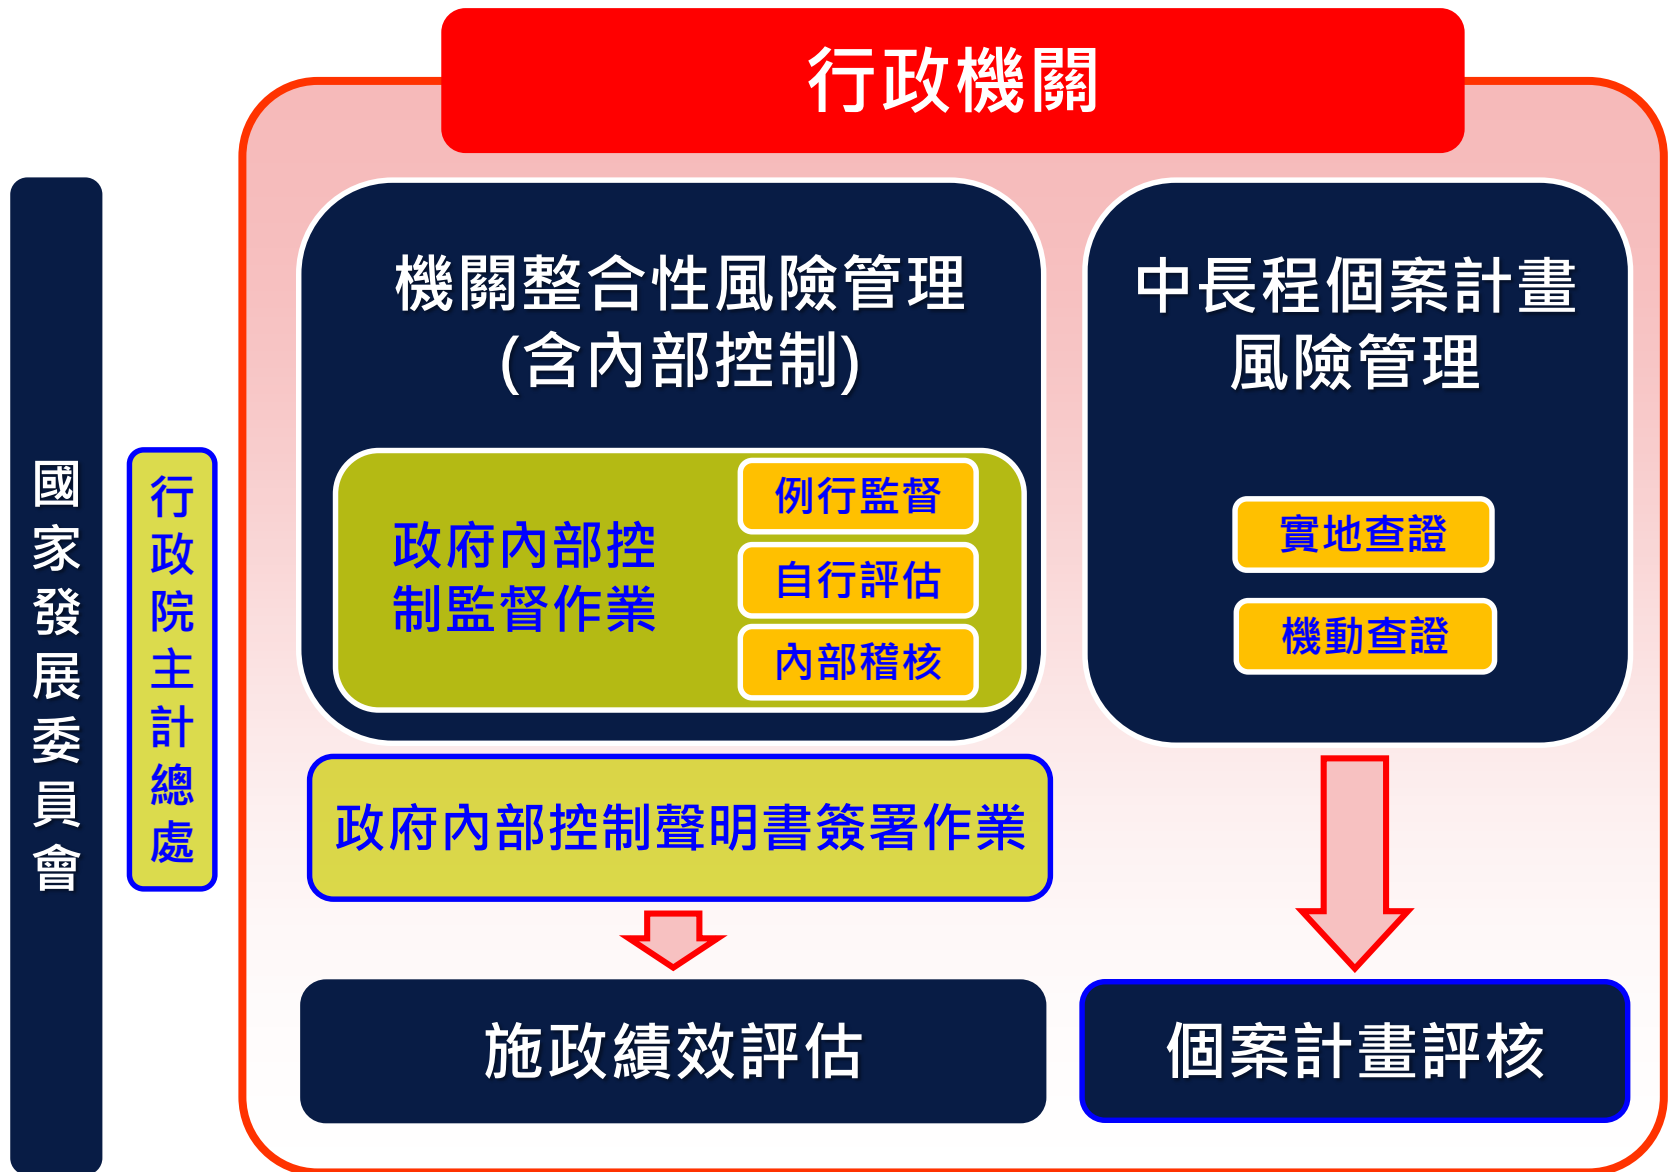 行政機關
國家發展委員會
行政院主計總處
機關整合性風險管理
(含內部控制)
政府內部控
制監督作業
例行監督
自行評估
內部稽核
政府內部控制聲明書簽署作業
施政績效評估
中長程個案計畫
風險管理
實地查證
機動查證
個案計畫評核